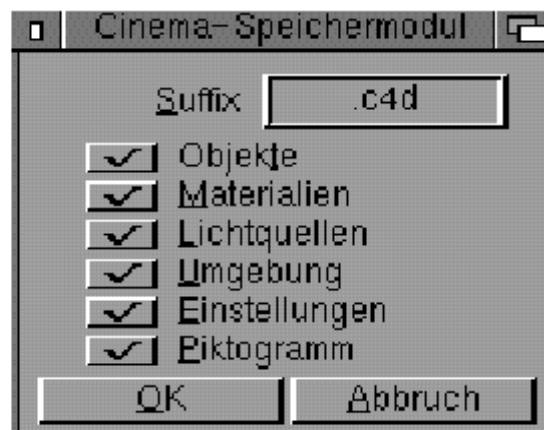 Cinema-Speichermodul
Suffix .c4d
Objekte
Materialien
Lichtquellen
Umgebung
Einstellungen
Piktogramm
OK Abbruch